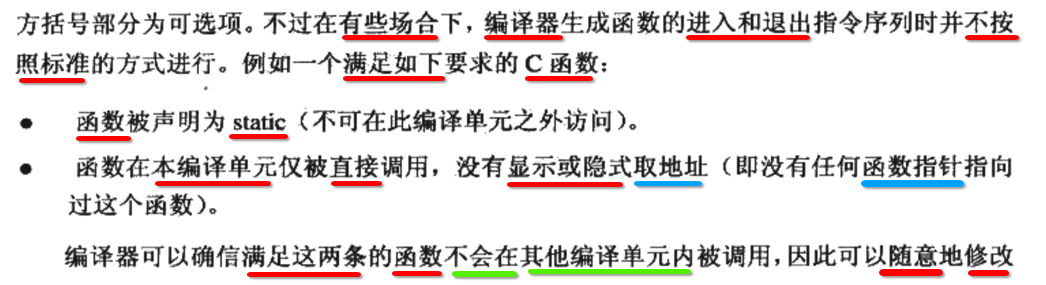 方括号部分为可选项。不过在有些场合下，编译器生成函数的进入和退出指令序列时并不按
照标准的方式进行。例如一个满足如下要求的 C 函数：
● 函数被声明为 static（不可在此编译单元之外访问）。
● 函数在本编译单元仅被直接调用，没有显示或隐式取地址（即没有任何函数指针指向
过这个函数）。
编译器可以确信满足这两条的函数不会在其他编译单元内被调用，因此可以随意地修改